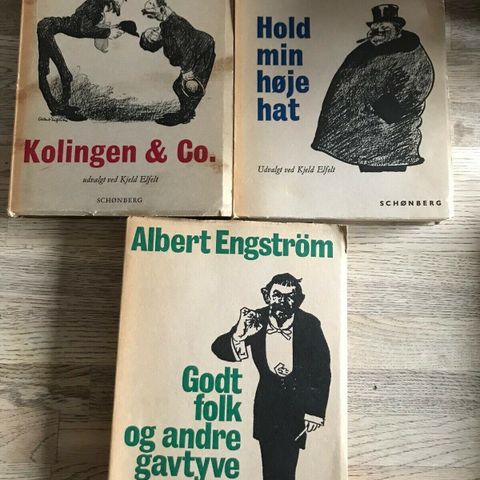 Kolingen & Co.
udvalgt ved Kjeld Elfelt
SCHØNBERG
Hold
min
høje
hat
Udvalgt ved Kjeld Elfelt
SCHØNBERG
Albert Engström
Godt
folk
og andre
gavtyve